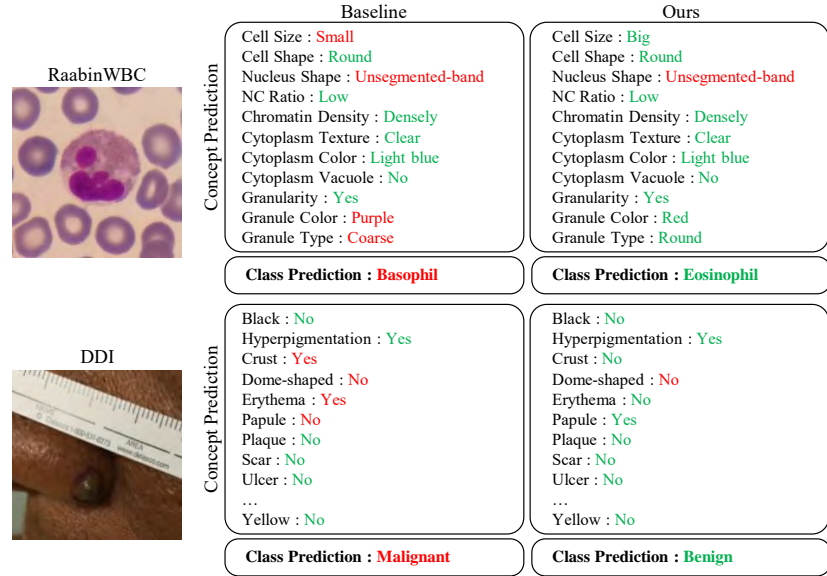 Baseline
Ours
RaabinWBC
Concept Prediction
Cell Size : Small
Cell Shape : Round
Nucleus Shape : Unsegmented-band
NC Ratio : Low
Chromatin Density : Densely
Cytoplasm Texture : Clear
Cytoplasm Color : Light blue
Cytoplasm Vacuole : No
Granularity : Yes
Granule Color : Purple
Granule Type : Coarse
Class Prediction : Basophil
Cell Size : Big
Cell Shape : Round
Nucleus Shape : Unsegmented-band
NC Ratio : Low
Chromatin Density : Densely
Cytoplasm Texture : Clear
Cytoplasm Color : Light blue
Cytoplasm Vacuole : No
Granularity : Yes
Granule Color : Red
Granule Type : Round
Class Prediction : Eosinophil
DDI
Concept Prediction
Black : No
Hyperpigmentation : Yes
Crust : Yes
Dome-shaped : No
Erythema : Yes
Papule : No
Plaque : No
Scar : No
Ulcer : No
…
Yellow : No
Class Prediction : Malignant
Black : No
Hyperpigmentation : Yes
Crust : No
Dome-shaped : No
Erythema : No
Papule : Yes
Plaque : No
Scar : No
Ulcer : No
…
Yellow : No
Class Prediction : Benign